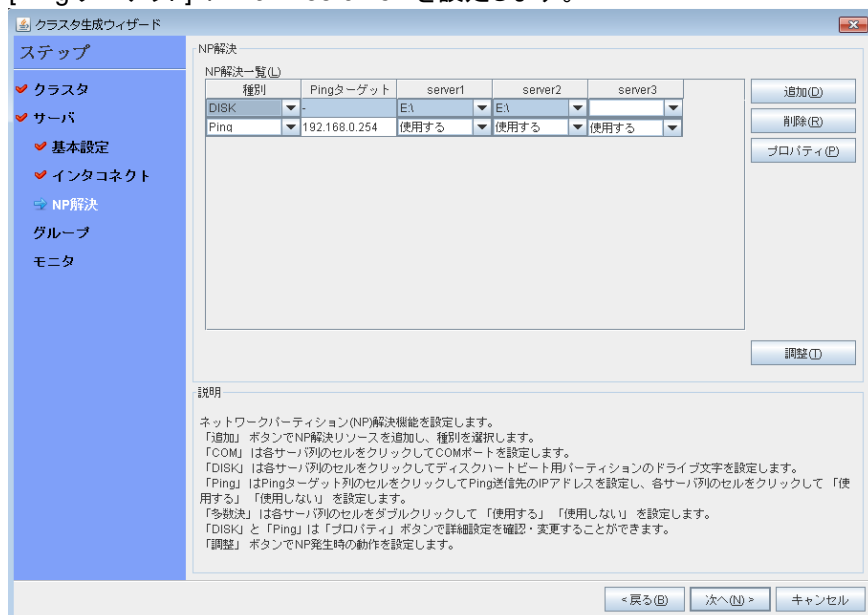 クラスタ生成ウィザード
ステップ
クラスタ
サーバ
基本設定
インタコネクト
NP解決
グループ
モニタ
NP解決
NP解決一覧(L)
種別 Pingターゲット server1 server2 server3
DISK - E:\ E:\
Ping 192.168.0.254 使用する 使用する 使用する
追加(D)
削除(R)
プロパティ(P)
調整(T)
説明
ネットワークパーティション(NP)解決機能を設定します。
「追加」 ボタンでNP解決リソースを追加し、種別を選択します。
「COM」 は各サーバ列のセルをクリックしてCOMポートを設定します。
「DISK」 は各サーバ列のセルをクリックしてディスクハートビート用パーティションのドライブ文字を設定します。
「Ping」 はPingターゲット列のセルをクリックしてPing送信先のIPアドレスを設定し、各サーバ列のセルをクリックして 「使
用する」 「使用しない」 を設定します。
「多数決」 は各サーバ列のセルをダブルクリックして 「使用する」 「使用しない」 を設定します。
「DISK」 と 「Ping」 は 「プロパティ」 ボタンで詳細設定を確認・変更することができます。
「調整」 ボタンでNP発生時の動作を設定します。
<戻る(B)
次へ(N)>
キャンセル